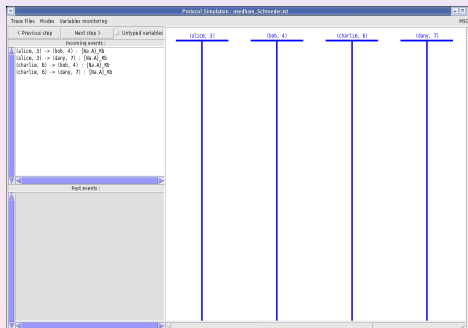 Protocol Simulation : needham_Schroeder.txt
Trace Files Modes Variables monitoring MSC
< Previous step Next step > Untyped variables
Incoming events :
(alice, 3) -> (bob, 4) : {Na.A}_Kb
(alice, 3) -> (dany, 7) : {Na.A}_Kb
(charlie, 6) -> (bob, 4) : {Na.A}_Kb
(charlie, 6) -> (dany, 7) : {Na.A}_Kb
Past events :
(alice, 3) (bob, 4) (charlie, 6) (dany, 7)